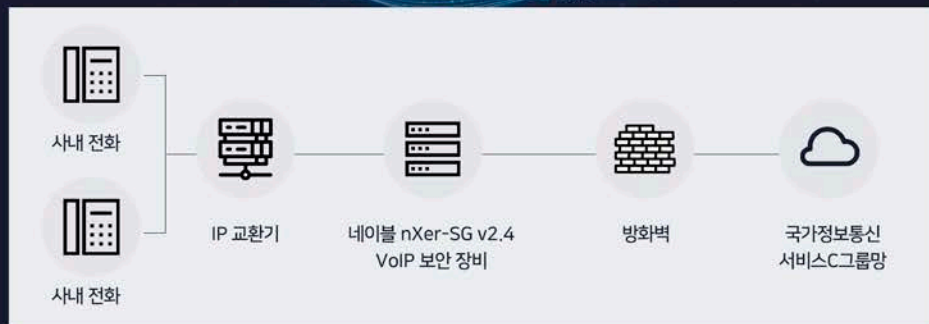 사내 전화
사내 전화
IP 교환기
네이블 nXer-SG v2.4
VoIP 보안 장비
방화벽
국가정보통신
서비스C그룹망